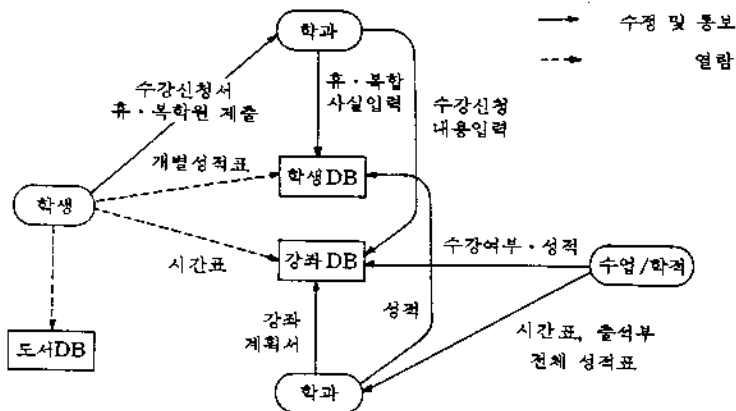 학과
수정 및 통보
열람
수강신청서
휴·복학원 제출
휴·복합
사실입력
수강신청
내용입력
개별성적표
학생DB
학생
시간표
강좌DB
수강여부·성적
수업/학적
도서DB
강좌
계획서
성적
시간표, 출석부
전체 성적표
학과